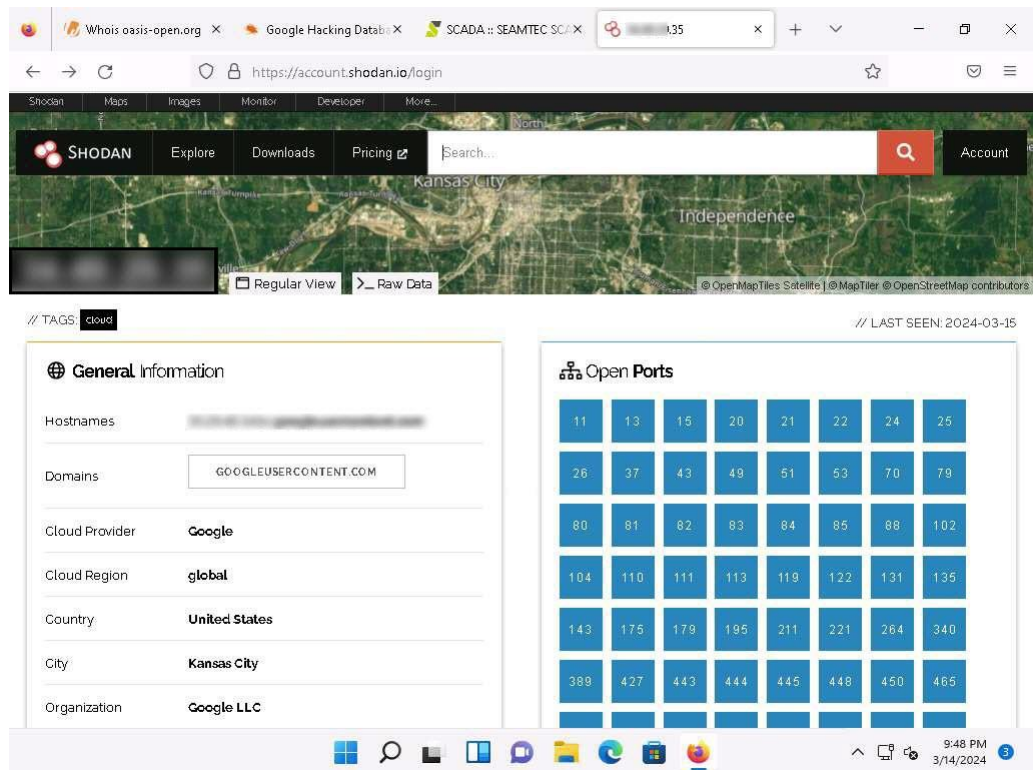 Whois oasis-open.org
Google Hacking Databa
SCADA :: SEAMTEC SCA
.35
https://account.shodan.io/login
Shodan Maps Images Monitor Developer More...
SHODAN Explore Downloads Pricing Search... Account
Kansas City
Independence
Regular View >_ Raw Data
© OpenMapTiles Satellite | © MapTiler © OpenStreetMap contributors
// TAGS: cloud
// LAST SEEN: 2024-03-15
General Information
Hostnames
Domains GOOGLEUSERCONTENT.COM
Cloud Provider Google
Cloud Region global
Country United States
City Kansas City
Organization Google LLC
Open Ports
11 13 15 20 21 22 24 25
26 37 43 49 51 53 70 79
80 81 82 83 84 85 88 102
104 110 111 113 119 122 131 135
143 175 179 195 211 221 264 340
389 427 443 444 445 448 450 465
9:48 PM
3/14/2024
3